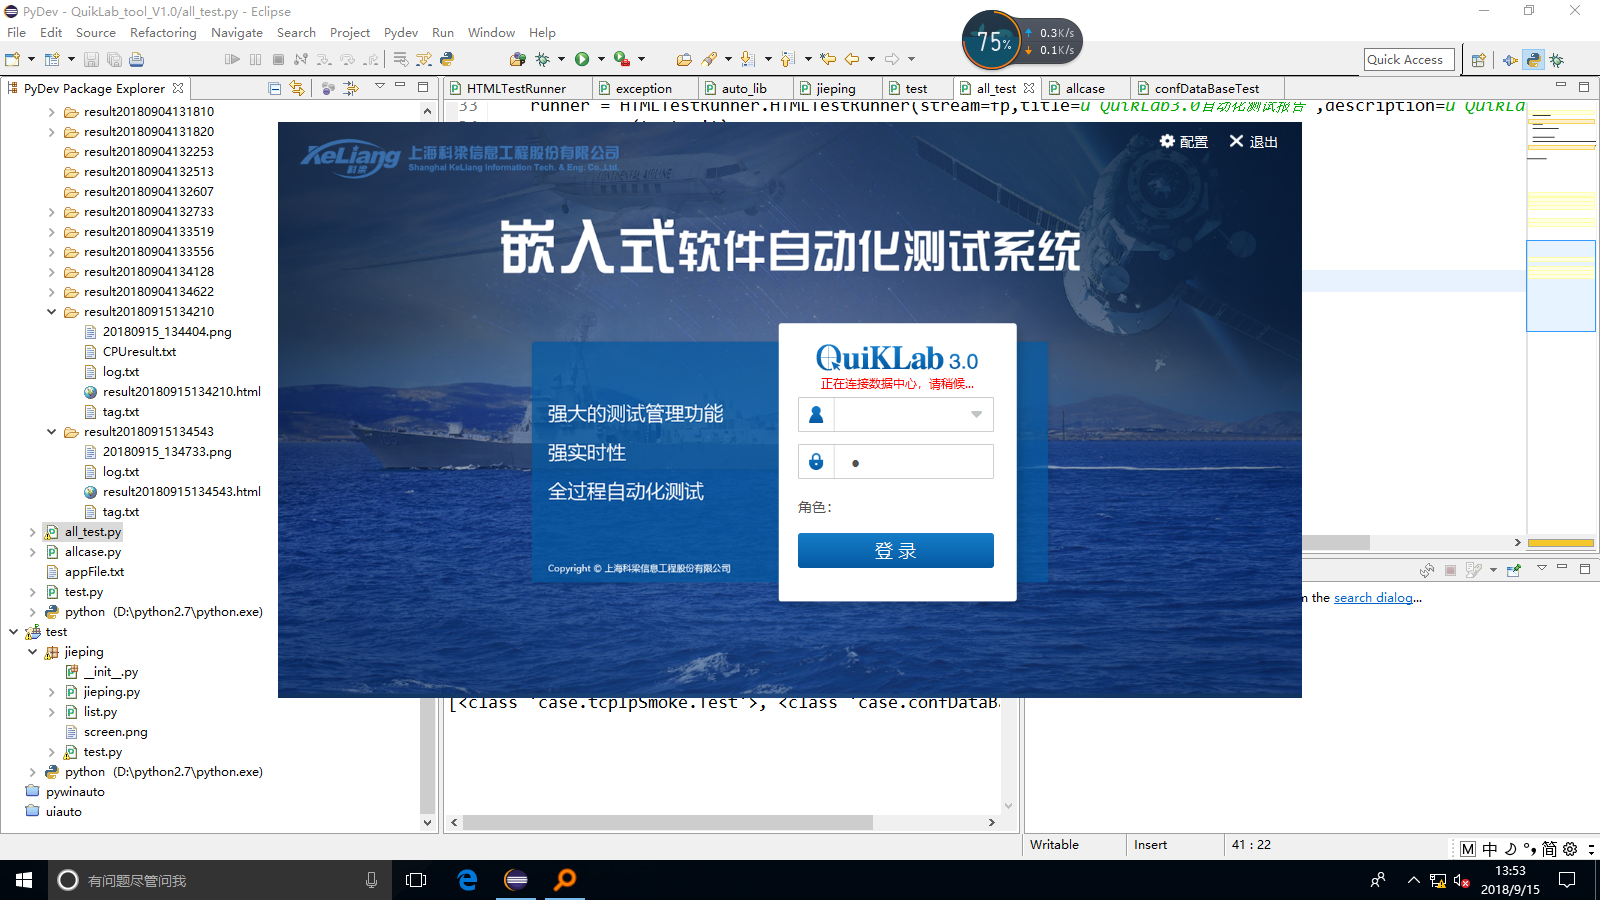 PyDev - QuikLab_tool_V1.0/all_test.py - Eclipse
File Edit Source Refactoring Navigate Search Project Pydev Run Window Help
75%
0.3K/s
0.1K/s
Quick Access
PyDev Package Explorer
HTMLTestRunner
exception
auto_lib
jieping
test
all_test
allcase
confDataBaseTest
result20180904131810
result20180904131820
result20180904132253
result20180904132513
result20180904132607
result20180904132733
result20180904133519
result20180904133556
result20180904134128
result20180904134622
result20180915134210
20180915_134404.png
CPUresult.txt
log.txt
result20180915134210.html
tag.txt
result20180915134543
20180915_134733.png
log.txt
result20180915134543.html
tag.txt
all_test.py
allcase.py
appFile.txt
test.py
python (D:\python2.7\python.exe)
test
jieping
__init__.py
jieping.py
list.py
screen.png
test.py
python (D:\python2.7\python.exe)
pywinauto
uiauto
33 runner = HTMLTestRunner.HTMLTestRunner(stream=fp,title=u'QuiKLab3.0自动化测试报告',description=u'QuiKLa
KeLiang 科梁
上海科梁信息工程股份有限公司
Shanghai KeLiang Information Tech. & Eng. Co.,Ltd.
配置
退出
嵌入式软件自动化测试系统
QuiKLab 3.0
正在连接数据中心，请稍候...
强大的测试管理功能
强实时性
全过程自动化测试
角色：
登录
Copyright © 上海科梁信息工程股份有限公司
m the search dialog...
[<class 'case.tcpIpSmoke.Test'>, <class 'case.confDataBa
Writable
Insert
41 : 22
M 中 简
有问题尽管问我
13:53
2018/9/15